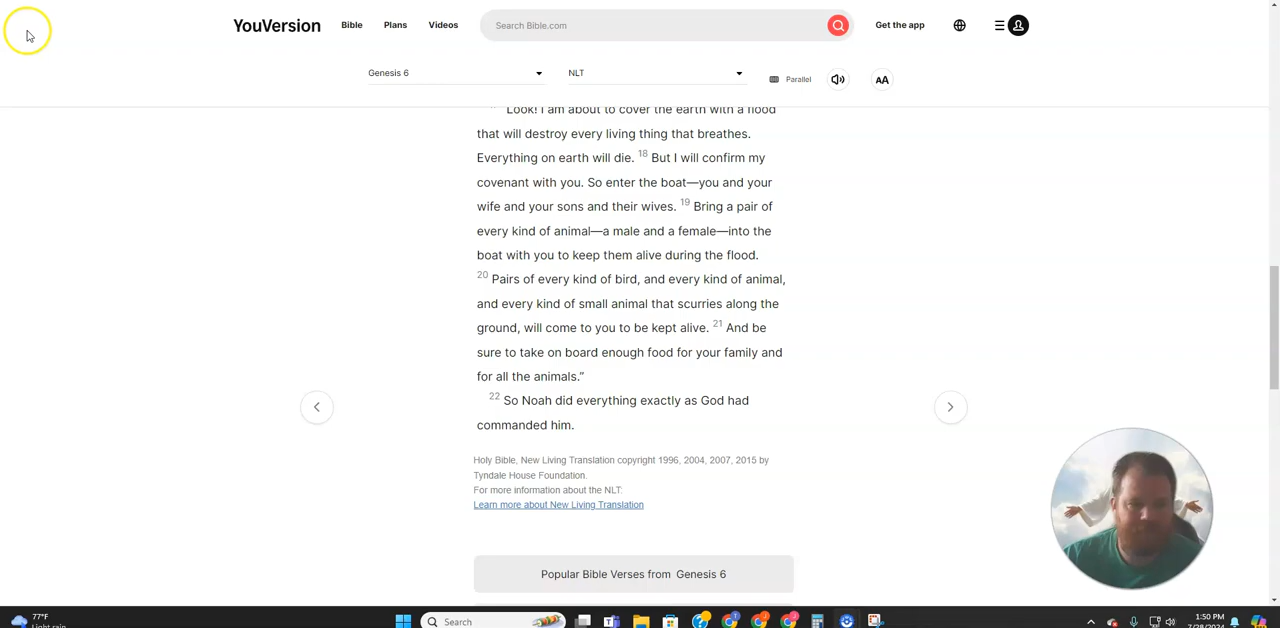 YouVersion Bible Plans Videos Search Bible.com Get the app
Genesis 6 NLT Parallel AA
"Look! I am about to cover the earth with a flood
that will destroy every living thing that breathes.
Everything on earth will die. 18 But I will confirm my
covenant with you. So enter the boat—you and your
wife and your sons and their wives. 19 Bring a pair of
every kind of animal—a male and a female—into the
boat with you to keep them alive during the flood.
20 Pairs of every kind of bird, and every kind of animal,
and every kind of small animal that scurries along the
ground, will come to you to be kept alive. 21 And be
sure to take on board enough food for your family and
for all the animals.”
22 So Noah did everything exactly as God had
commanded him.
Holy Bible, New Living Translation copyright 1996, 2004, 2007, 2015 by
Tyndale House Foundation.
For more information about the NLT:
Learn more about New Living Translation
Popular Bible Verses from Genesis 6
77°F
Light rain
Search
1:50 PM
7/28/2024